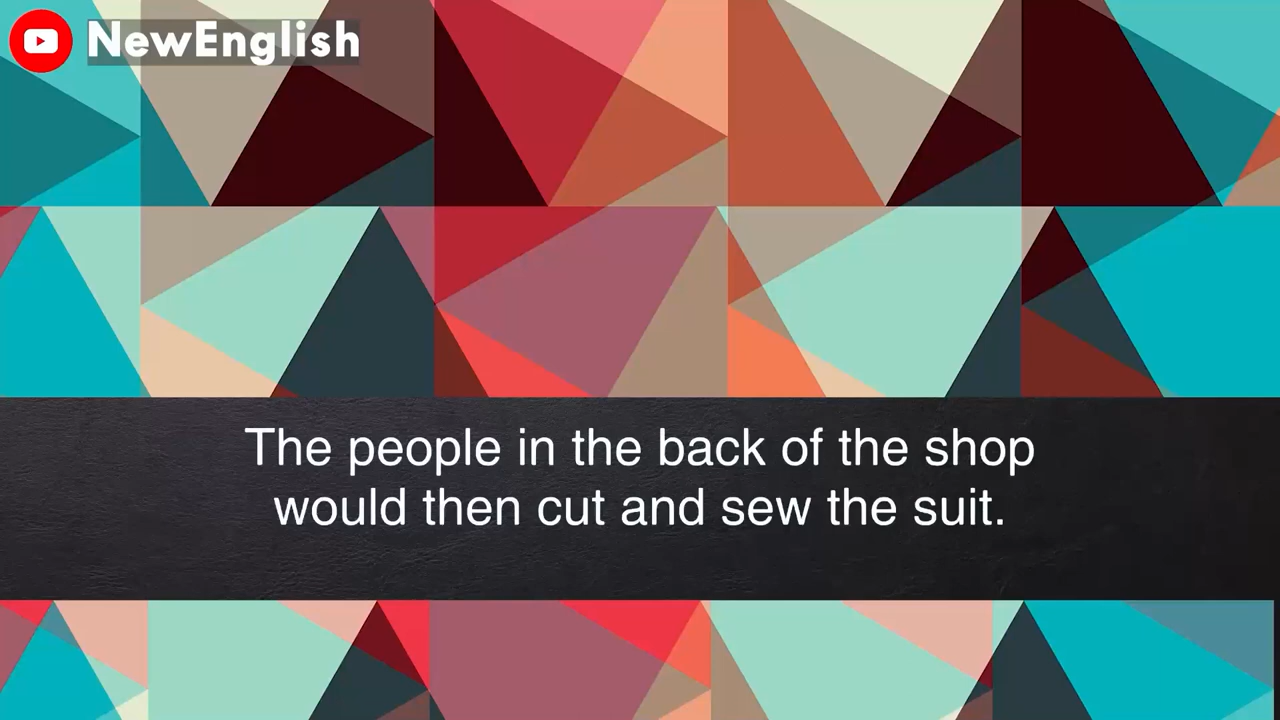 NewEnglish
The people in the back of the shop
would then cut and sew the suit.